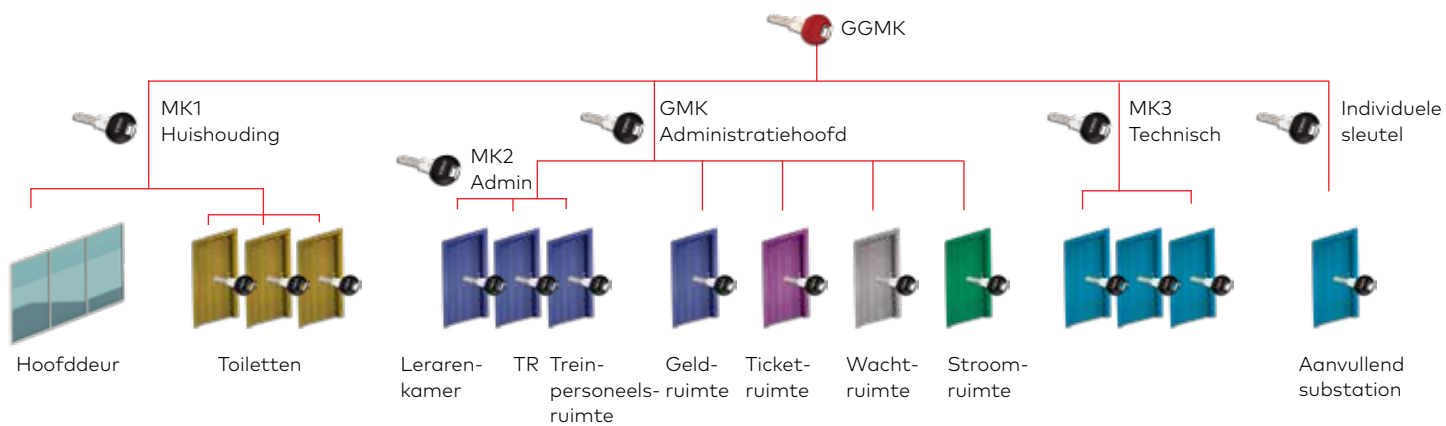 GGMK
MK1
Huishouding
GMK
Administratiehoofd
MK3
Technisch
Individuele
sleutel
MK2
Admin
Hoofddeur
Toiletten
Leraren-
kamer
TR
Trein-
personeels-
ruimte
Geld-
ruimte
Ticket-
ruimte
Wacht-
ruimte
Stroom-
ruimte
Aanvullend
substation